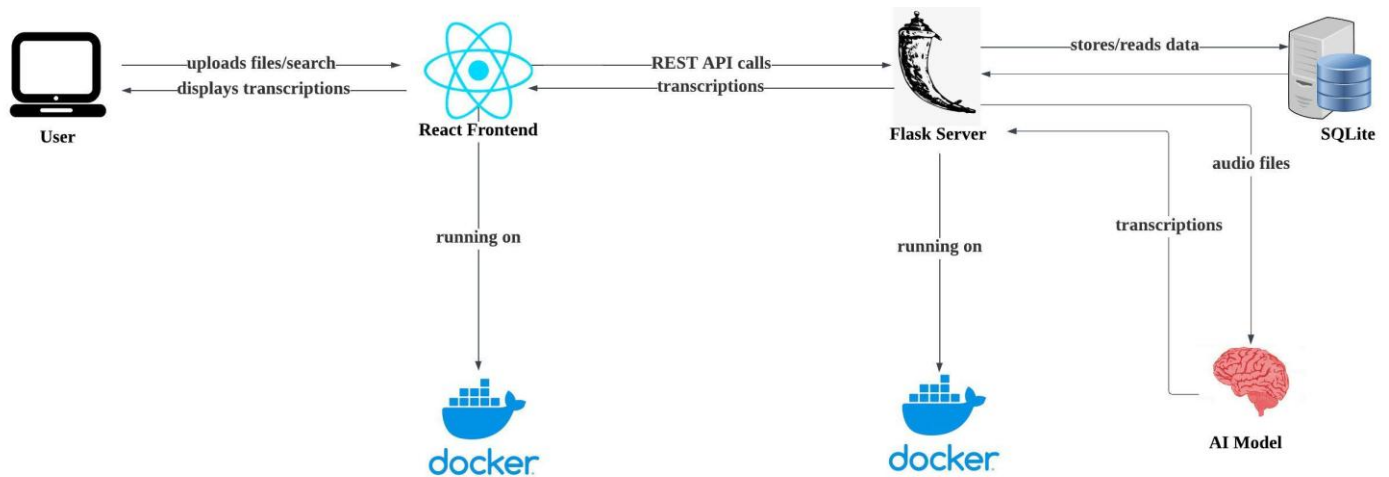 uploads files/search
displays transcriptions
User
React Frontend
REST API calls
transcriptions
Flask Server
stores/reads data
SQLite
audio files
transcriptions
running on
running on
AI Model
docker
docker